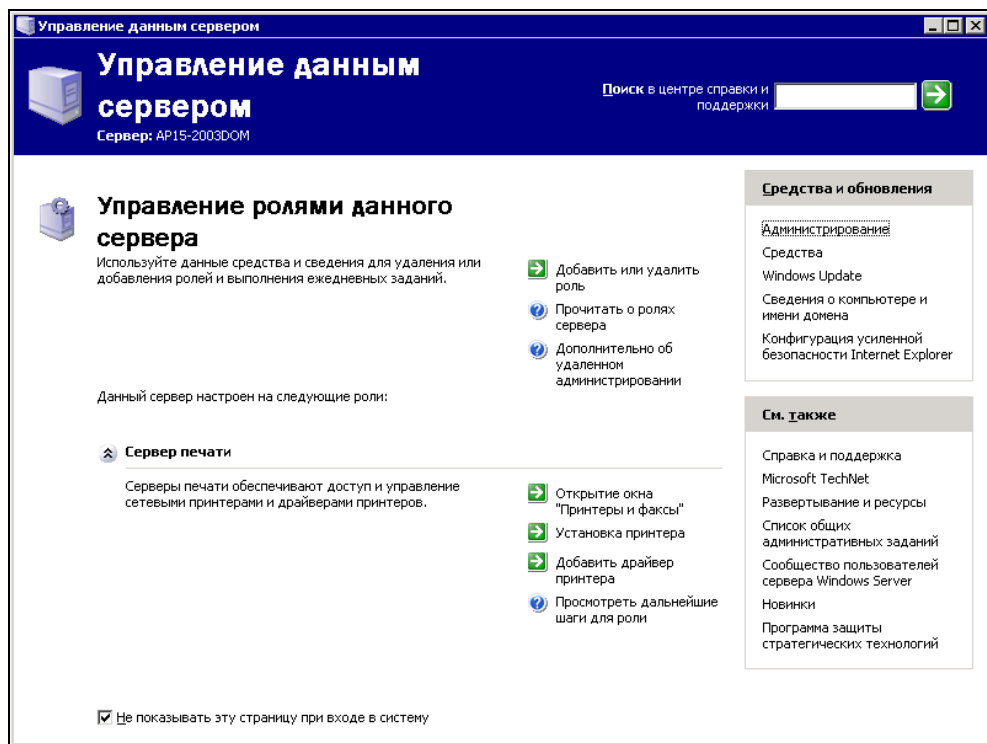 Управление данным сервером
Управление данным
сервером
Сервер: AP15-2003DOM
Поиск в центре справки и
поддержки
Управление ролями данного
сервера
Используйте данные средства и сведения для удаления или
добавления ролей и выполнения ежедневных заданий.
Добавить или удалить
роль
Прочитать о ролях
сервера
Дополнительно об
удаленном
администрировании
Данный сервер настроен на следующие роли:
Сервер печати
Серверы печати обеспечивают доступ и управление
сетевыми принтерами и драйверами принтеров.
Открытие окна
"Принтеры и факсы"
Установка принтера
Добавить драйвер
принтера
Просмотреть дальнейшие
шаги для роли
Не показывать эту страницу при входе в систему
Средства и обновления
Администрирование
Средства
Windows Update
Сведения о компьютере и
имени домена
Конфигурация усиленной
безопасности Internet Explorer
См. также
Справка и поддержка
Microsoft TechNet
Развертывание и ресурсы
Список общих
административных заданий
Сообщество пользователей
сервера Windows Server
Новинки
Программа защиты
стратегических технологий